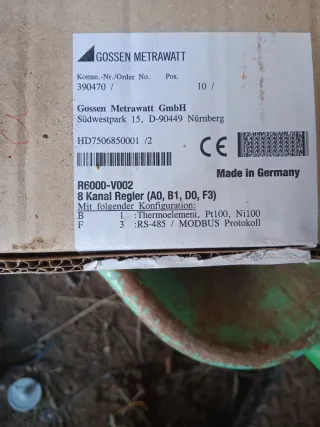 GOSSEN METRAWATT
Komm.-Nr./Order No. Pos.
390470 / 10 /
Gossen Metrawatt GmbH
Südwestpark 15, D-90449 Nürnberg
HD7506850001 /2
CE
Made in Germany
R6000-V002
8 Kanal Regler (A0, B1, D0, F3)
Mit folgender Konfiguration:
B 1 :Thermoelement, Pt100, Ni100
F 3 :RS-485 / MODBUS Protokoll